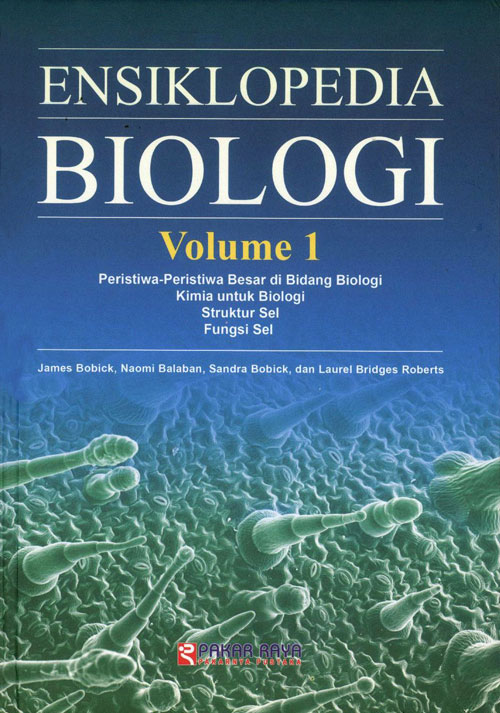 ENSIKLOPEDIA
BIOLOGI
Volume 1
Peristiwa-Peristiwa Besar di Bidang Biologi
Kimia untuk Biologi
Struktur Sel
Fungsi Sel
James Bobick, Naomi Balaban, Sandra Bobick, dan Laurel Bridges Roberts
PAKAR RAYA
PAKARNYA PUSTAKA